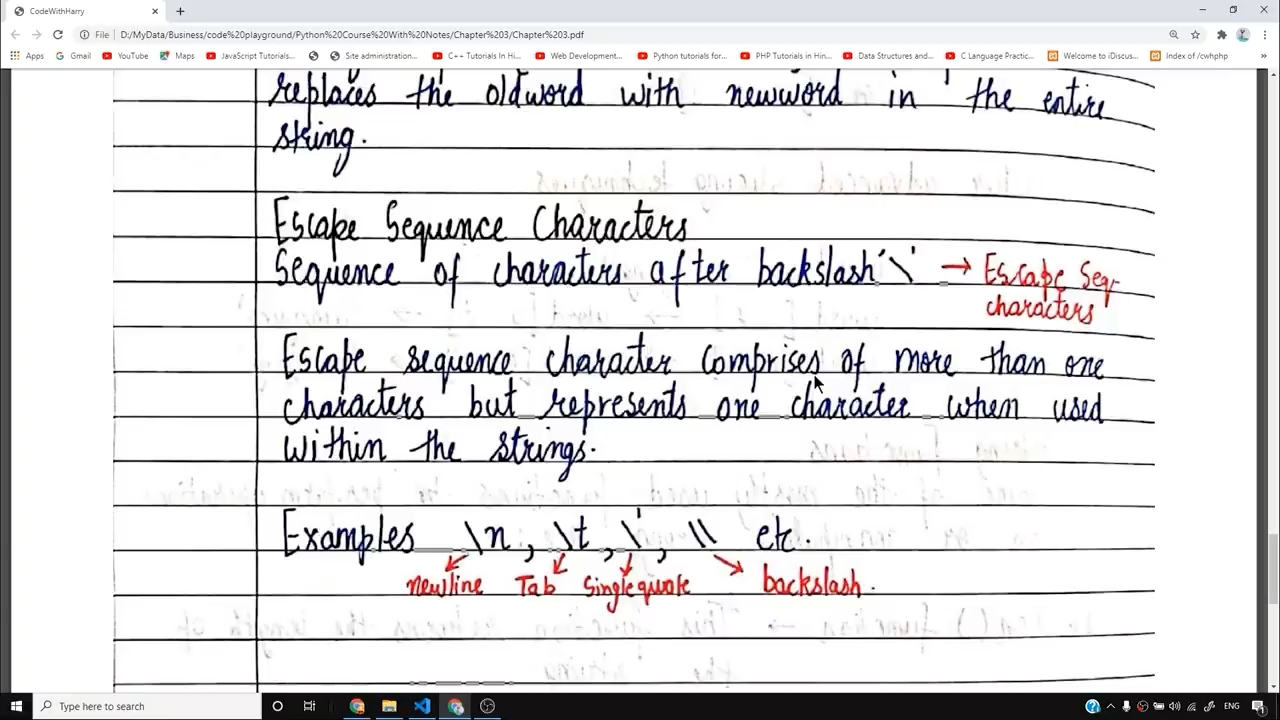 CodeWithHarry
File
D:/MyData/Business/code%20playground/Python%20Course%20With%20Notes/Chapter%203/Chapter%203.pdf
Apps Gmail YouTube Maps JavaScript Tutorials... Site administration... C++ Tutorials In Hi... Web Development... Python tutorials for... PHP Tutorials in Hin... Data Structures and... C Language Practic... Welcome to iDiscus... Index of /cwhphp
replaces the oldword with newword in the entire
string.
Escape Sequence Characters
Sequence of characters after backslash '\' → Escape Seq.
characters
Escape sequence character comprises of more than one
characters but represents one character when used
within the strings.
Examples \n, \t, \', \\ etc.
newline Tab Single quote backslash.
Type here to search
ENG